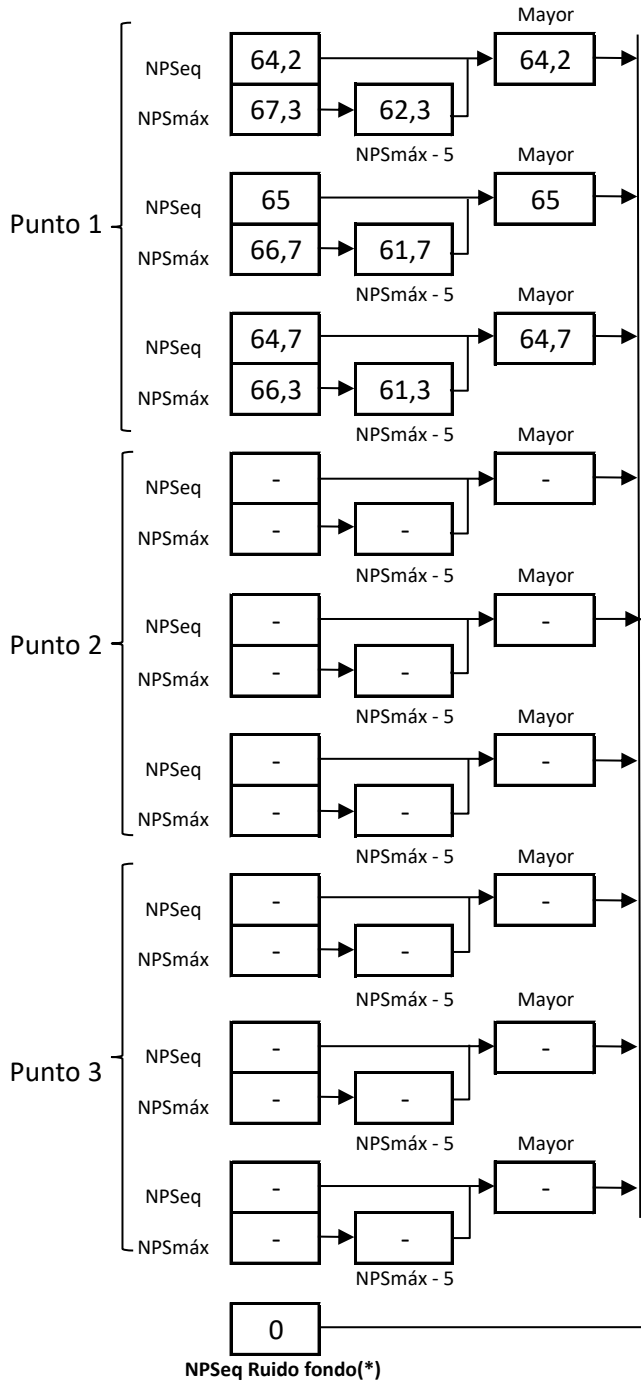 Mayor
NPSeq 64,2 64,2
NPSmáx 67,3 62,3
NPSmáx - 5 Mayor
Punto 1
NPSeq 65 65
NPSmáx 66,7 61,7
NPSmáx - 5 Mayor
NPSeq 64,7 64,7
NPSmáx 66,3 61,3
NPSmáx - 5 Mayor
NPSeq - -
NPSmáx - -
NPSmáx - 5 Mayor
Punto 2
NPSeq - -
NPSmáx - -
NPSmáx - 5 Mayor
NPSeq - -
NPSmáx - -
NPSmáx - 5 Mayor
NPSeq - -
NPSmáx - -
NPSmáx - 5 Mayor
Punto 3
NPSeq - -
NPSmáx - -
NPSmáx - 5 Mayor
NPSeq - -
NPSmáx - -
NPSmáx - 5
0
NPSeq Ruido fondo(*)